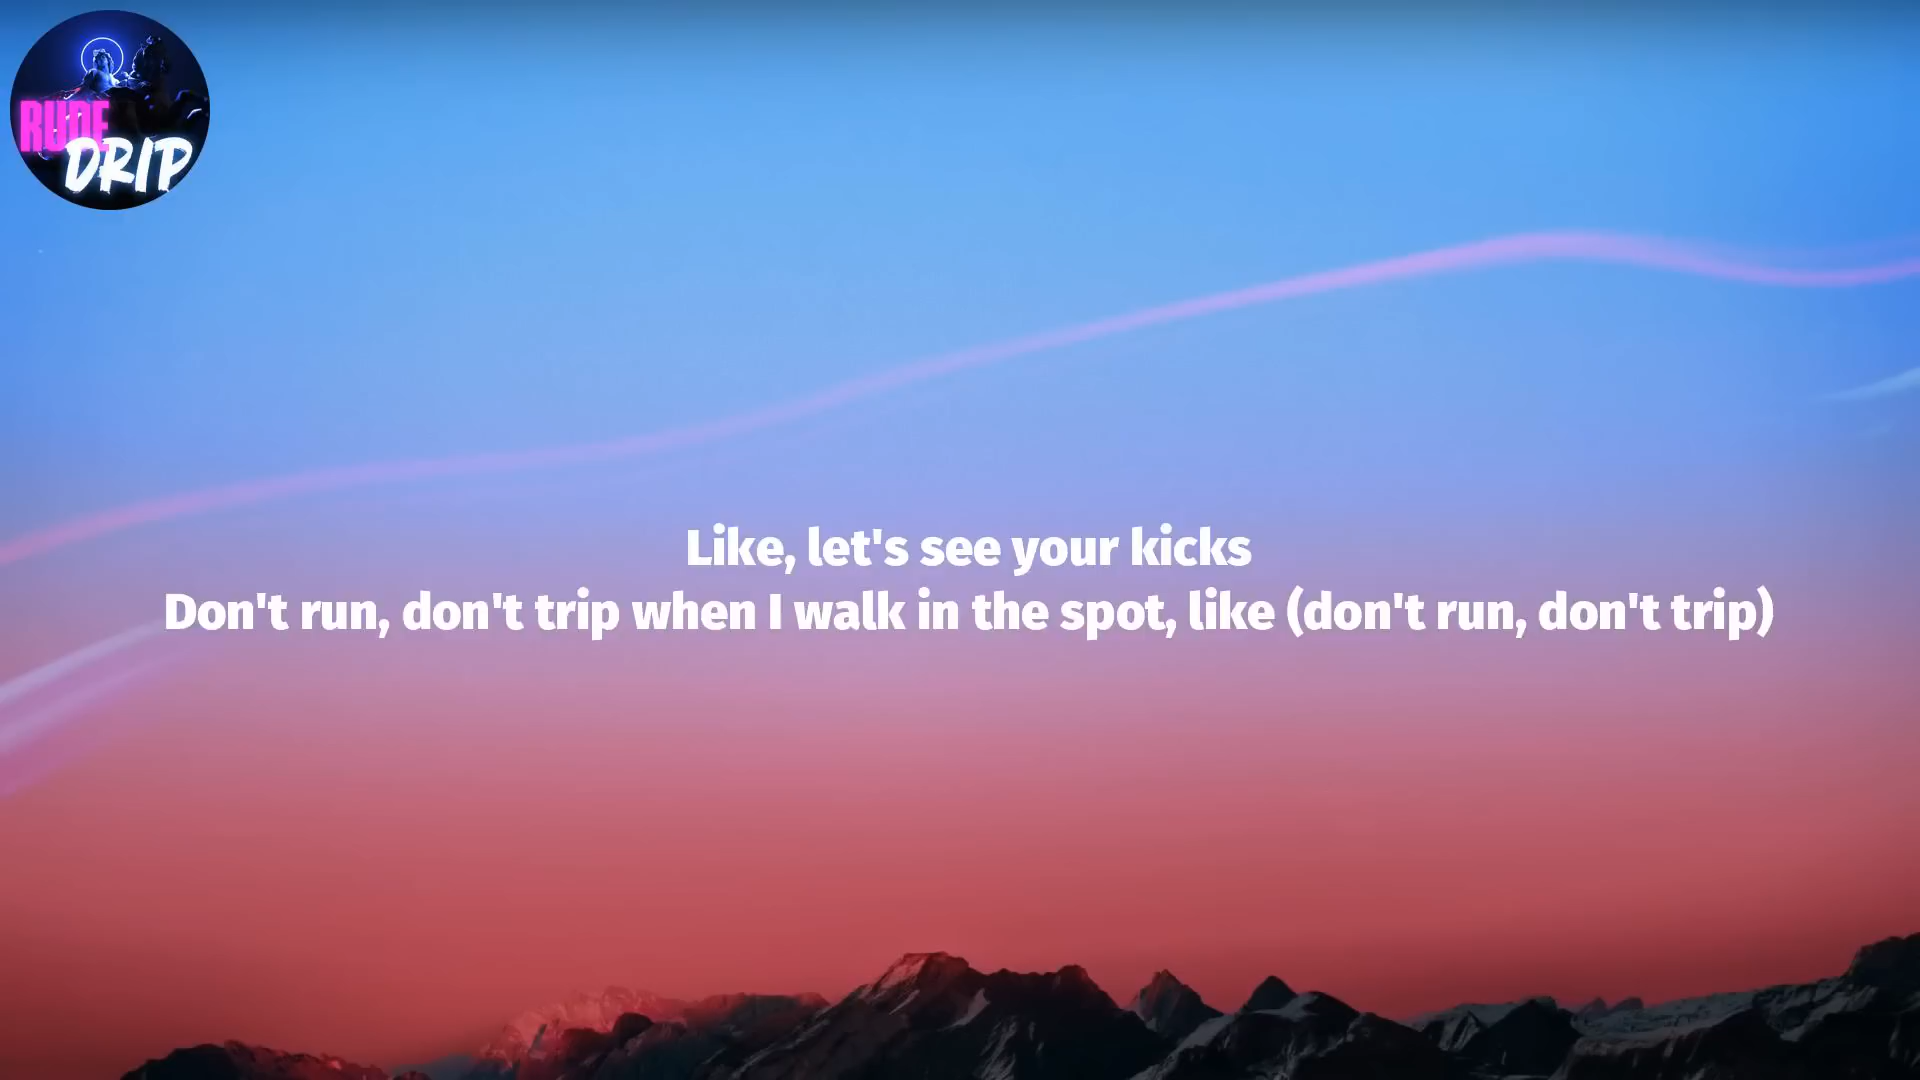 RUDE
DRIP
Like, let's see your kicks
Don't run, don't trip when I walk in the spot, like (don't run, don't trip)